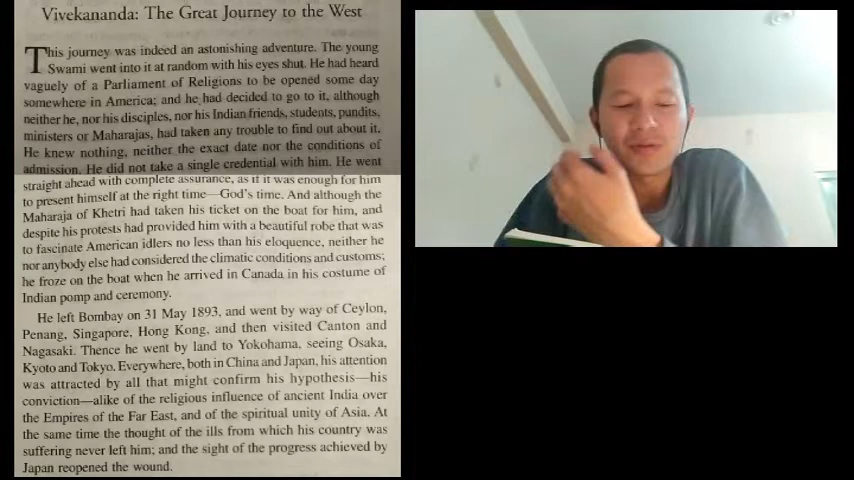 Vivekananda: The Great Journey to the West
This journey was indeed an astonishing adventure. The young
Swami went into it at random with his eyes shut. He had heard
vaguely of a Parliament of Religions to be opened some day
somewhere in America; and he had decided to go to it, although
neither he, nor his disciples, nor his Indian friends, students, pundits,
ministers or Maharajas, had taken any trouble to find out about it.
He knew nothing, neither the exact date nor the conditions of
admission. He did not take a single credential with him. He went
straight ahead with complete assurance, as if it was enough for him
to present himself at the right time—God's time. And although the
Maharaja of Khetri had taken his ticket on the boat for him, and
despite his protests had provided him with a beautiful robe that was
to fascinate American idlers no less than his eloquence, neither he
nor anybody else had considered the climatic conditions and customs;
he froze on the boat when he arrived in Canada in his costume of
Indian pomp and ceremony.
He left Bombay on 31 May 1893, and went by way of Ceylon,
Penang, Singapore, Hong Kong, and then visited Canton and
Nagasaki. Thence he went by land to Yokohama, seeing Osaka,
Kyoto and Tokyo. Everywhere, both in China and Japan, his attention
was attracted by all that might confirm his hypothesis—his
conviction—alike of the religious influence of ancient India over
the Empires of the Far East, and of the spiritual unity of Asia. At
the same time the thought of the ills from which his country was
suffering never left him; and the sight of the progress achieved by
Japan reopened the wound.